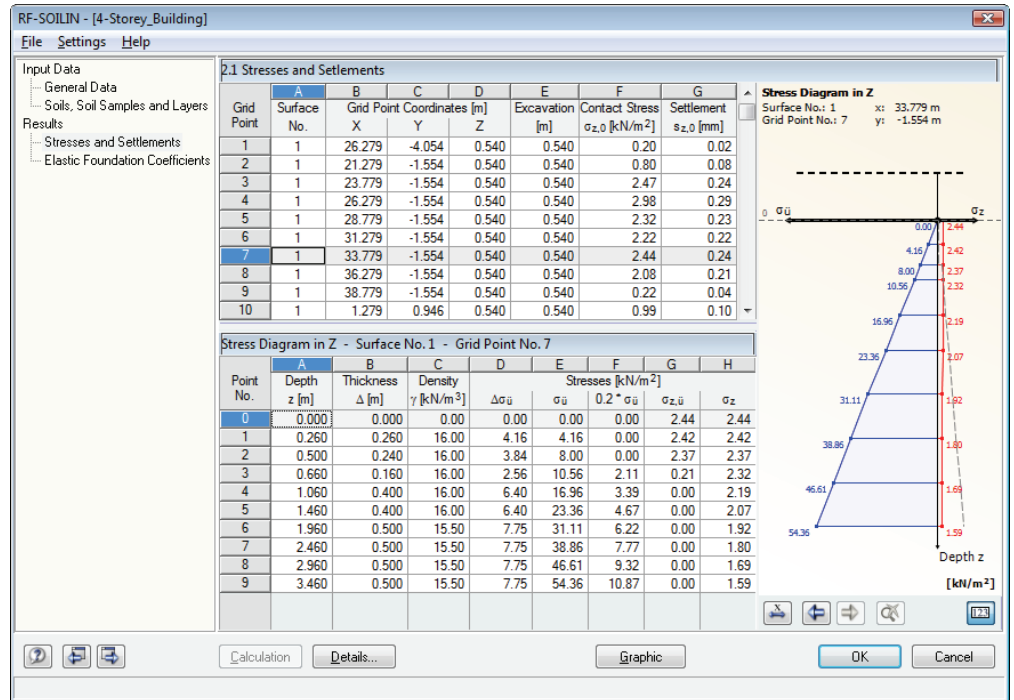 RF-SOILIN - [4-Storey_Building]
File Settings Help
Input Data
General Data
Soils, Soil Samples and Layers
Results
Stresses and Settlements
Elastic Foundation Coefficients
2.1 Stresses and Setlements
A B C D E F G
Grid Surface Grid Point Coordinates [m] Excavation Contact Stress Settlement
Point No. X Y Z [m] σz,0 [kN/m²] sz,0 [mm]
1 1 26.279 -4.054 0.540 0.540 0.20 0.02
2 1 21.279 -1.554 0.540 0.540 0.80 0.08
3 1 23.779 -1.554 0.540 0.540 2.47 0.24
4 1 26.279 -1.554 0.540 0.540 2.98 0.29
5 1 28.779 -1.554 0.540 0.540 2.32 0.23
6 1 31.279 -1.554 0.540 0.540 2.22 0.22
7 1 33.779 -1.554 0.540 0.540 2.44 0.24
8 1 36.279 -1.554 0.540 0.540 2.08 0.21
9 1 38.779 -1.554 0.540 0.540 0.22 0.04
10 1 1.279 0.946 0.540 0.540 0.99 0.10
Stress Diagram in Z - Surface No. 1 - Grid Point No. 7
A B C D E F G H
Point Depth Thickness Density Stresses [kN/m²]
No. z [m] Δ [m] γ [kN/m³] Δσü σü 0.2 * σü σz,ü σz
0 0.000 0.000 0.00 0.00 0.00 0.00 2.44 2.44
1 0.260 0.260 16.00 4.16 4.16 0.00 2.42 2.42
2 0.500 0.240 16.00 3.84 8.00 0.00 2.37 2.37
3 0.660 0.160 16.00 2.56 10.56 2.11 0.21 2.32
4 1.060 0.400 16.00 6.40 16.96 3.39 0.00 2.19
5 1.460 0.400 16.00 6.40 23.36 4.67 0.00 2.07
6 1.960 0.500 15.50 7.75 31.11 6.22 0.00 1.92
7 2.460 0.500 15.50 7.75 38.86 7.77 0.00 1.80
8 2.960 0.500 15.50 7.75 46.61 9.32 0.00 1.69
9 3.460 0.500 15.50 7.75 54.36 10.87 0.00 1.59
Stress Diagram in Z
Surface No.: 1 x: 33.779 m
Grid Point No.: 7 y: -1.554 m
0 σü σz
0.00 2.44
4.16 2.42
8.00 2.37
10.56 2.32
16.96 2.19
23.36 2.07
31.11 1.92
38.86 1.80
46.61 1.69
54.36 1.59
Depth z
[kN/m²]
x 123
Calculation Details... Graphic OK Cancel